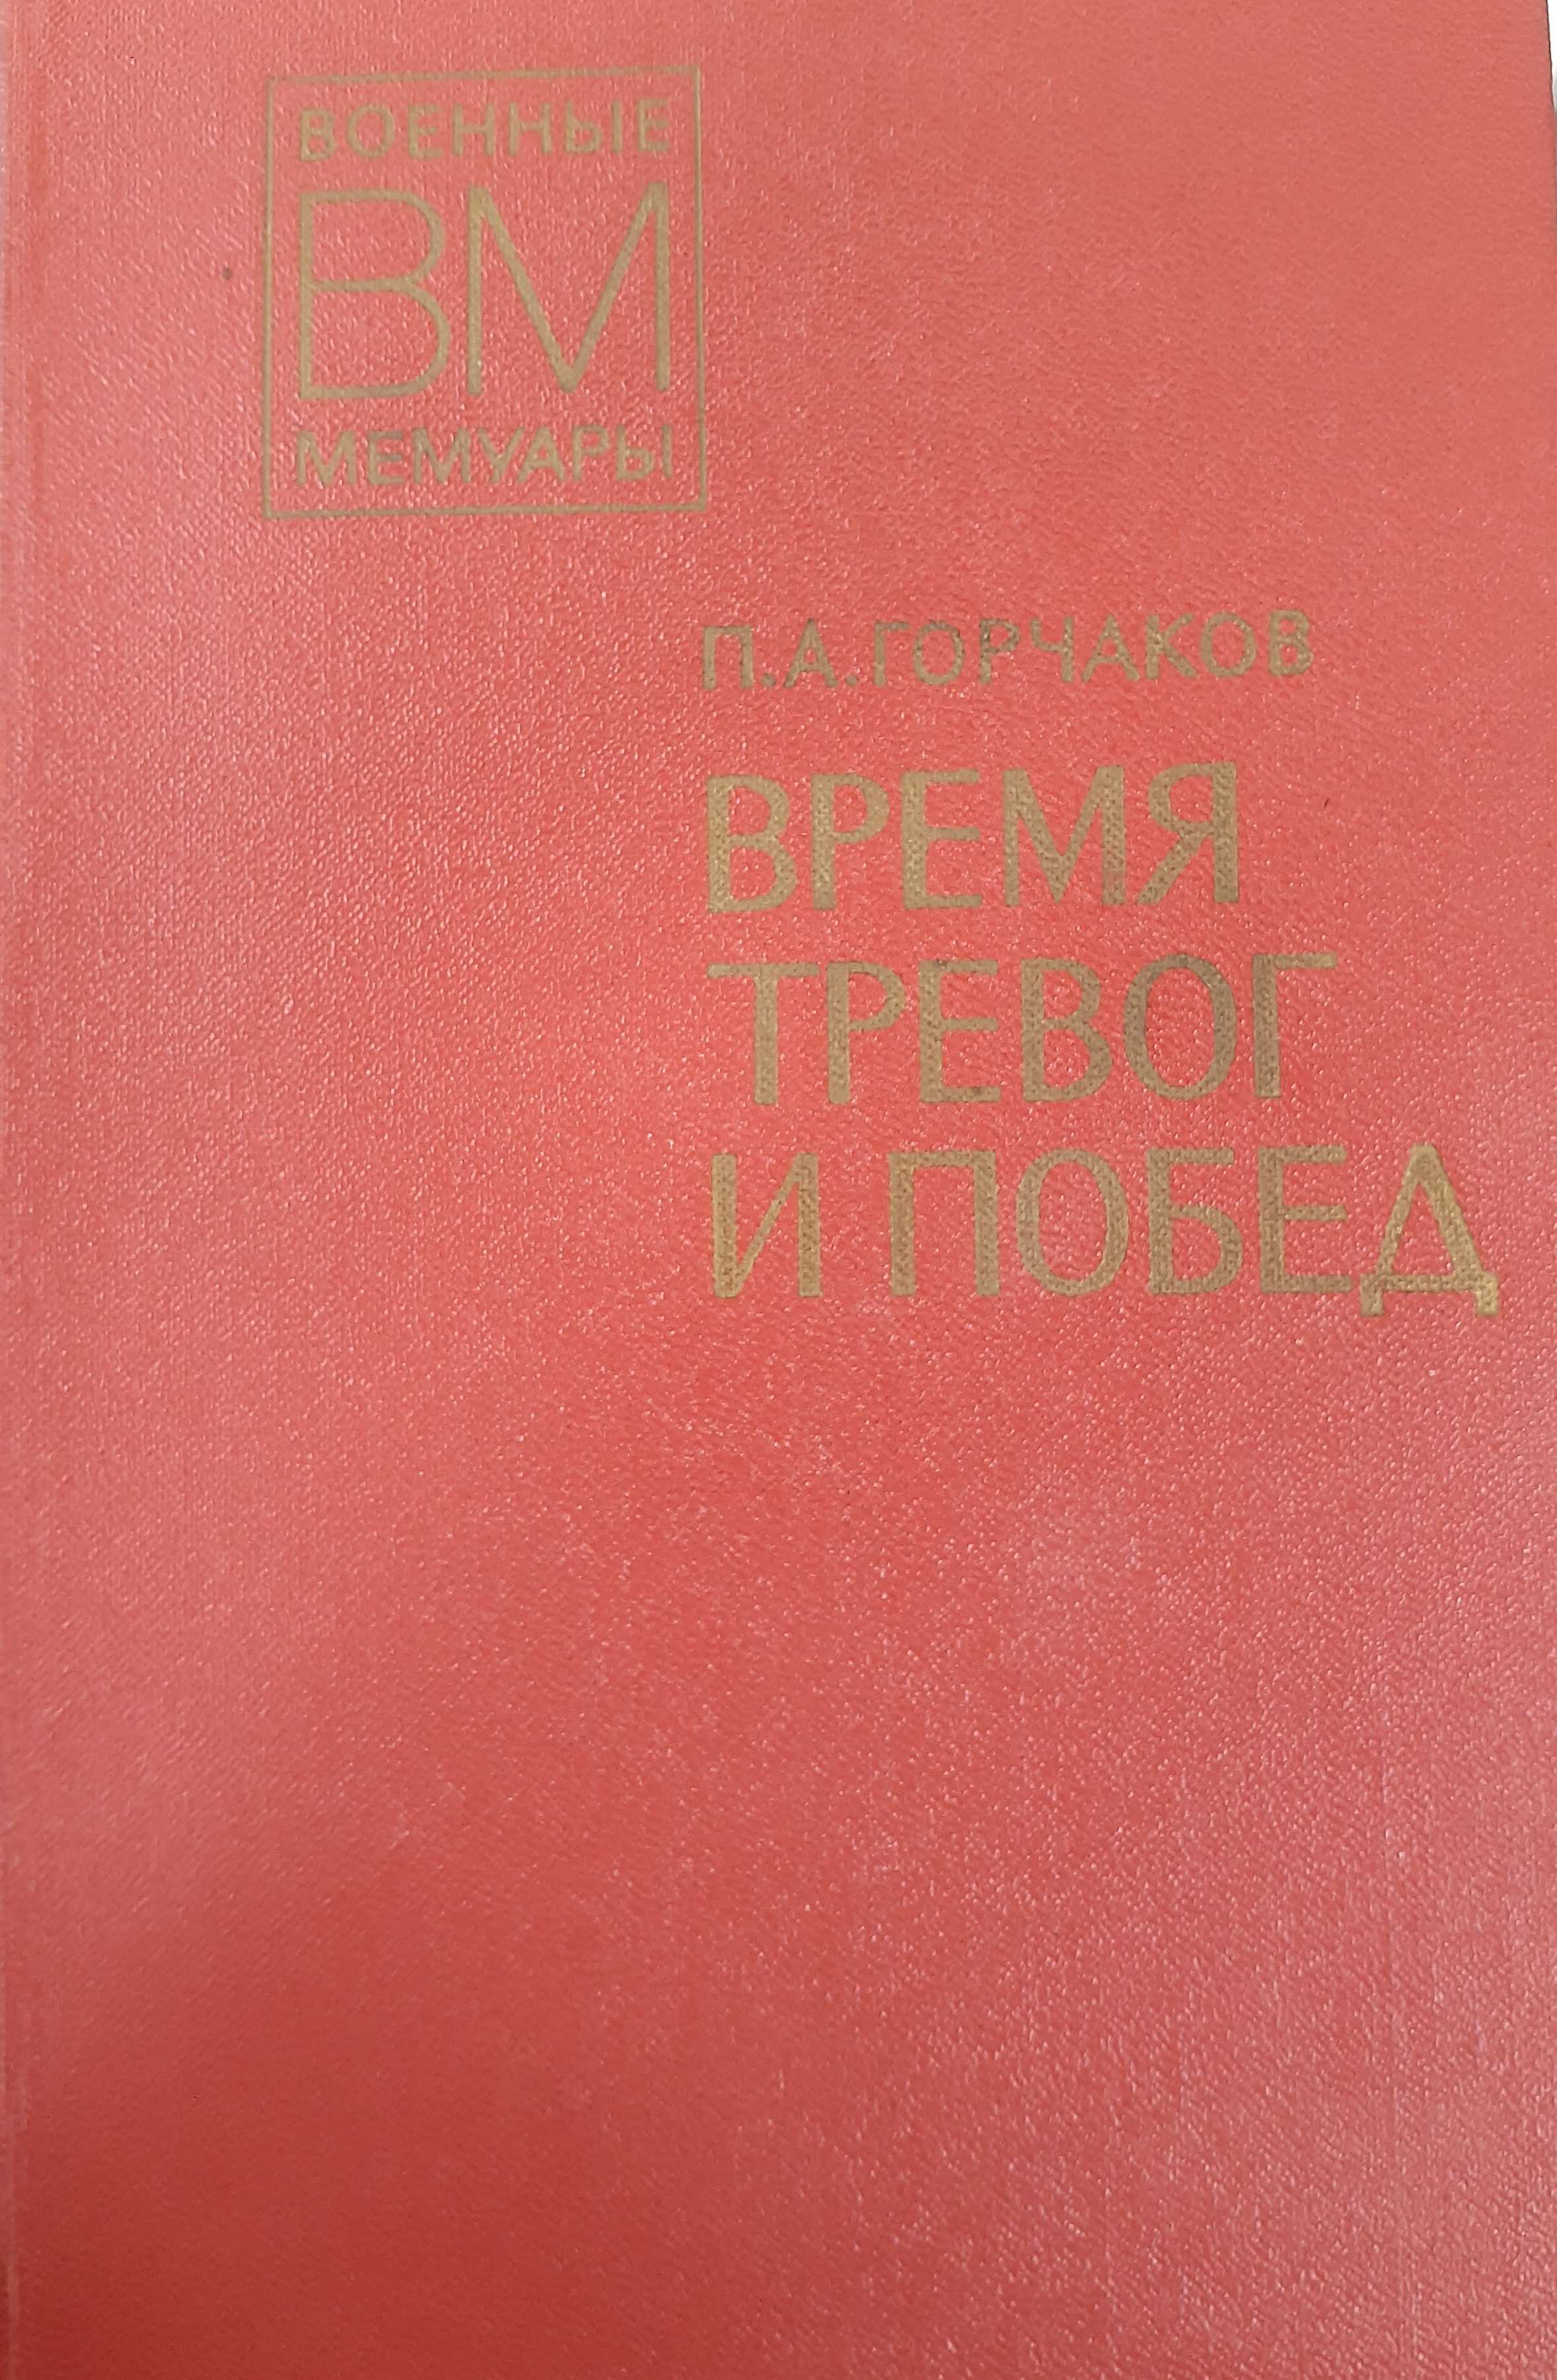 ВОЕННЫЕ
ВМ
МЕМУАРЫ
П.А.ГОРЧАКОВ
ВРЕМЯ
ТРЕВОГ
И ПОБЕД